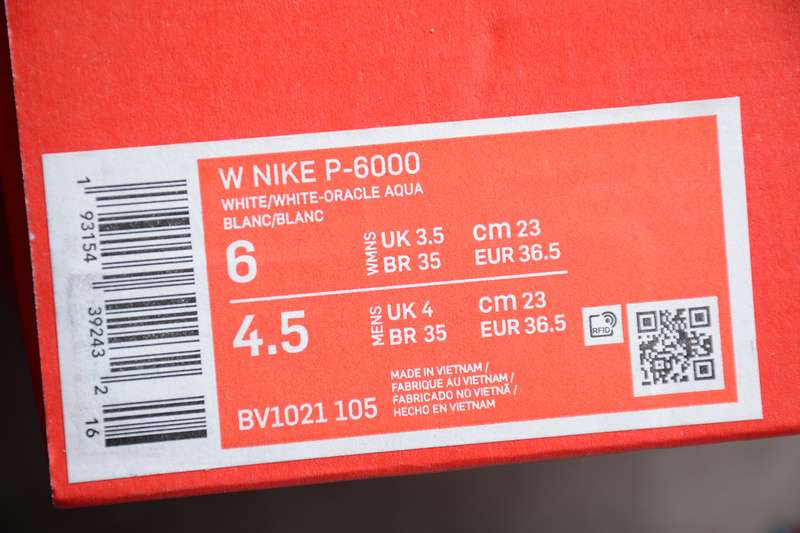 W NIKE P-6000
WHITE/WHITE-ORACLE AQUA
BLANC/BLANC
6 WMNS UK 3.5 cm 23
BR 35 EUR 36.5
4.5 MENS UK 4 cm 23
BR 35 EUR 36.5
RFID
BV1021 105
MADE IN VIETNAM /
FABRIQUE AU VIETNAM /
FABRICADO NO VIETNÃ /
HECHO EN VIETNAM
1 93154 39243 2 16